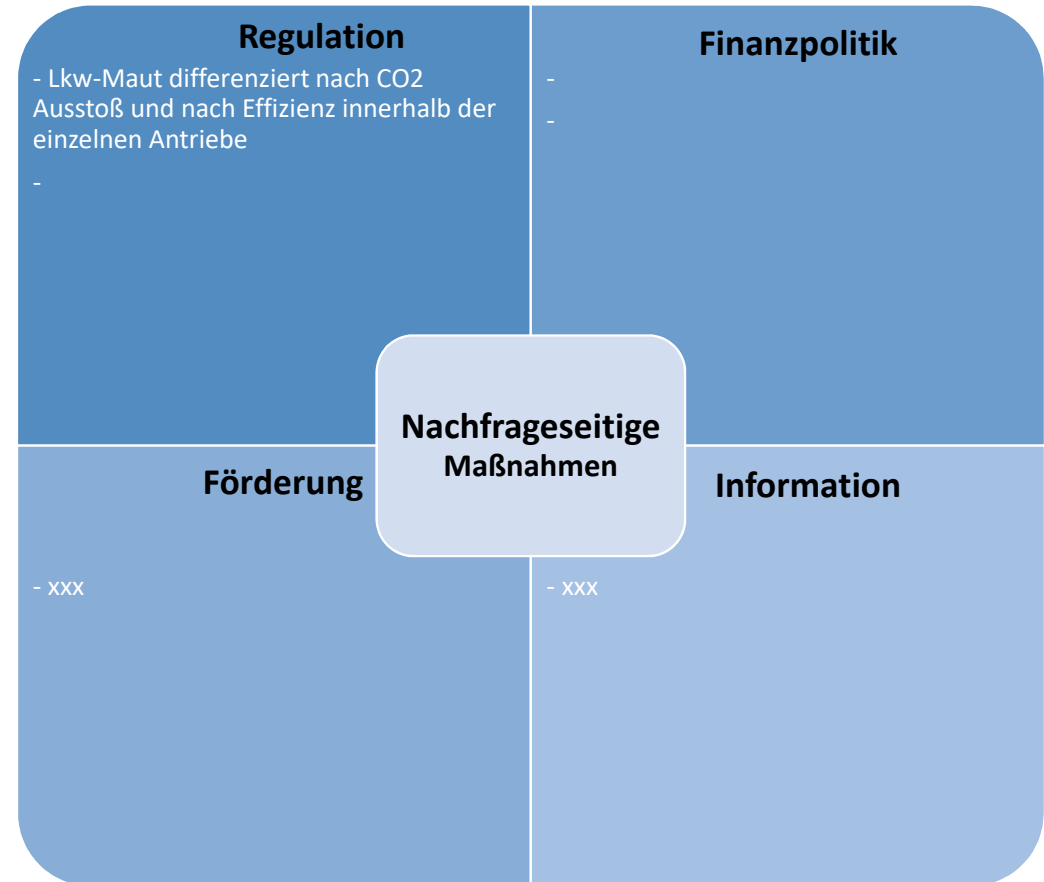 Regulation
- Lkw-Maut differenziert nach CO2
Ausstoß und nach Effizienz innerhalb der
einzelnen Antriebe
-
Finanzpolitik
-
-
Nachfrageseitige
Maßnahmen
Förderung
- xxx
Information
- xxx